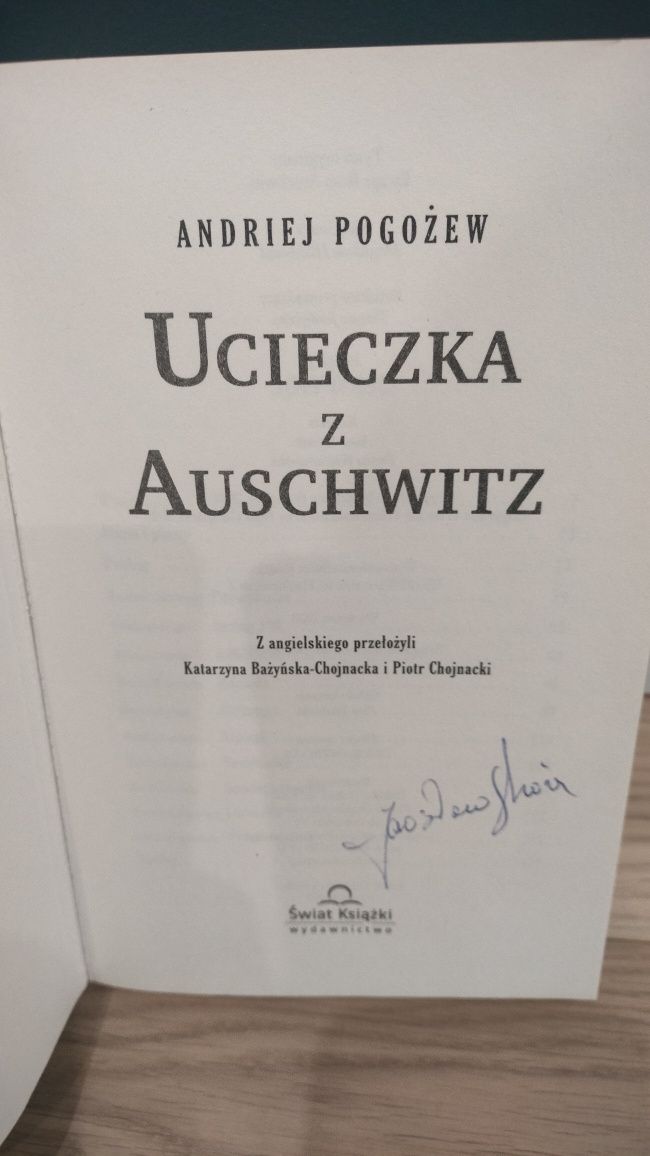 ANDRIEJ POGOŻEW
UCIECZKA
Z
AUSCHWITZ
Z angielskiego przełożyli
Katarzyna Bażyńska-Chojnacka i Piotr Chojnacki
Świat Książki
wydawnictwo